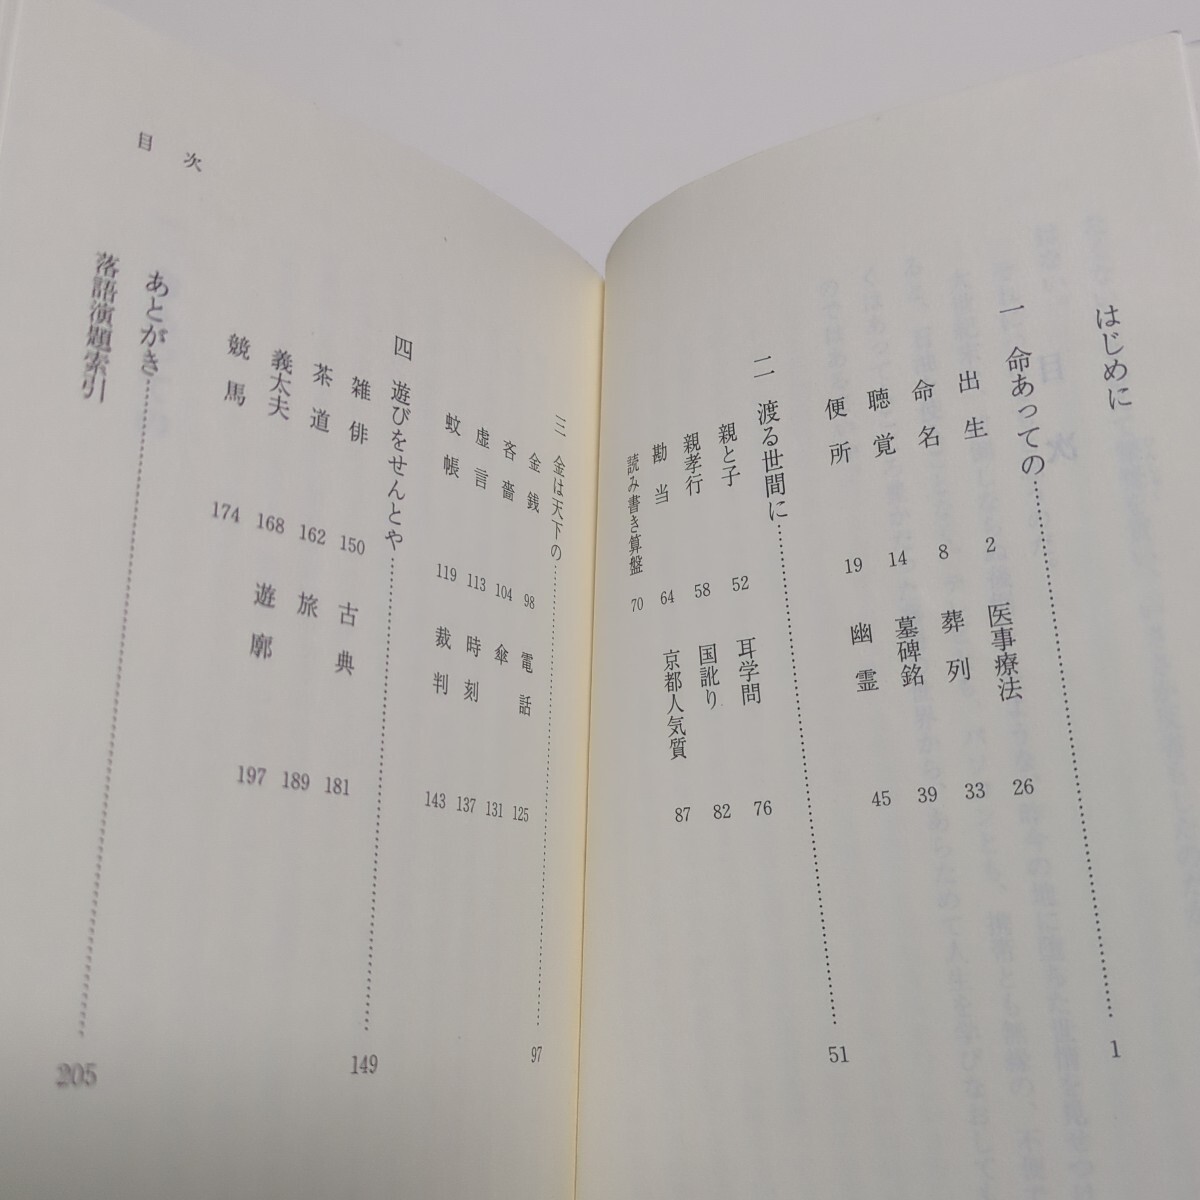 はじめに
一 命あっての…………1
出生 2
命名 8
聴覚 14
便所 19
医事療法 26
葬列 33
墓碑銘 39
幽霊 45
二 渡る世間に…………51
親と子 52
親孝行 58
勘当 64
読み書き算盤 70
耳学問 76
国訛り 82
京都人気質 87
三 金は天下の…………97
金銭 98
吝嗇 104
虚言 113
蚊帳 119
電話 125
傘 131
時刻 137
裁判 143
四 遊びをせんとや…………149
雑俳 150
茶道 162
義太夫 168
競馬 174
古典 181
旅 189
遊廓 197
あとがき…………205
落語演題索引
目次